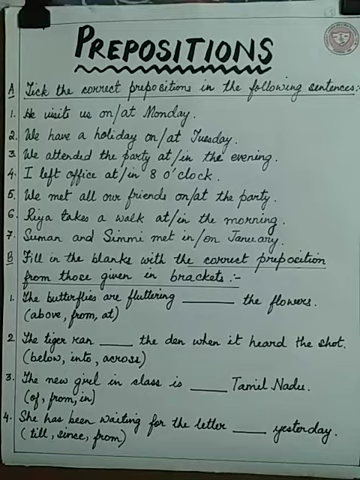 PREPOSITIONS
A Tick the correct prepositions in the following sentences:-
1. He visits us on/at Monday.
2. We have a holiday on/at Tuesday.
3. We attended the party at/in the evening.
4. I left office at/in 8 o'clock.
5. We met all our friends on/at the party.
6. Riya takes a walk at/in the morning.
7. Suman and Simmi met in/on January.
B Fill in the blanks with the correct preposition
from those given in brackets:-
1. The butterflies are fluttering ______ the flowers.
(above, from, at)
2. The tiger ran ____ the den when it heard the shot.
(below, into, across)
3. The new girl in class is ____ Tamil Nadu.
(of, from, in)
4. She has been waiting for the letter ____ yesterday.
(till, since, from)